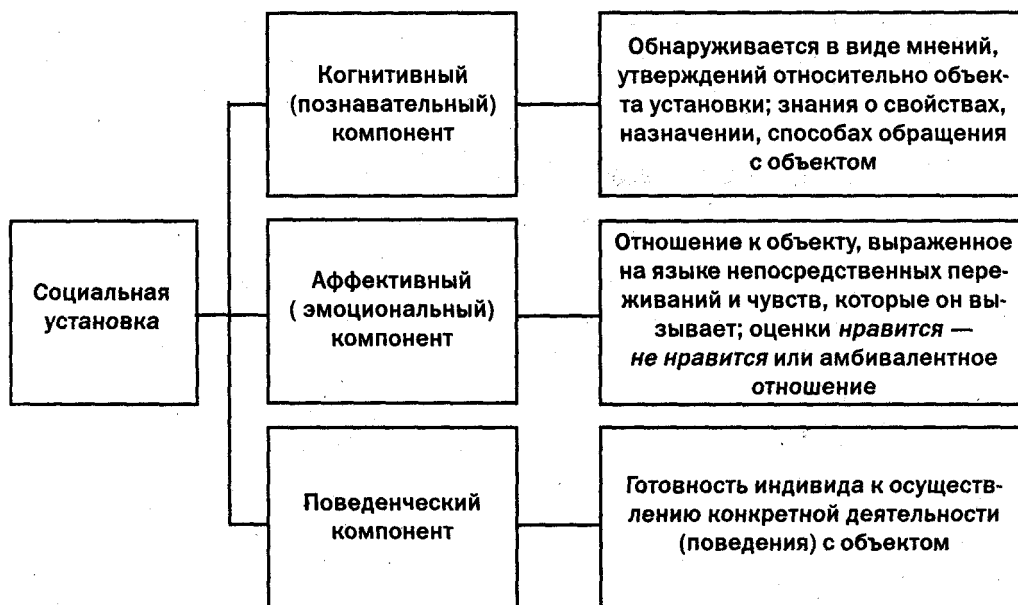 Социальная
установка
Когнитивный
(познавательный)
компонент
Обнаруживается в виде мнений,
утверждений относительно объек-
та установки; знания о свойствах,
назначении, способах обращения
с объектом
Аффективный
( эмоциональный)
компонент
Отношение к объекту, выраженное
на языке непосредственных пере-
живаний и чувств, которые он вы-
зывает; оценки нравится —
не нравится или амбивалентное
отношение
Поведенческий
компонент
Готовность индивида к осуществ-
лению конкретной деятельности
(поведения) с объектом